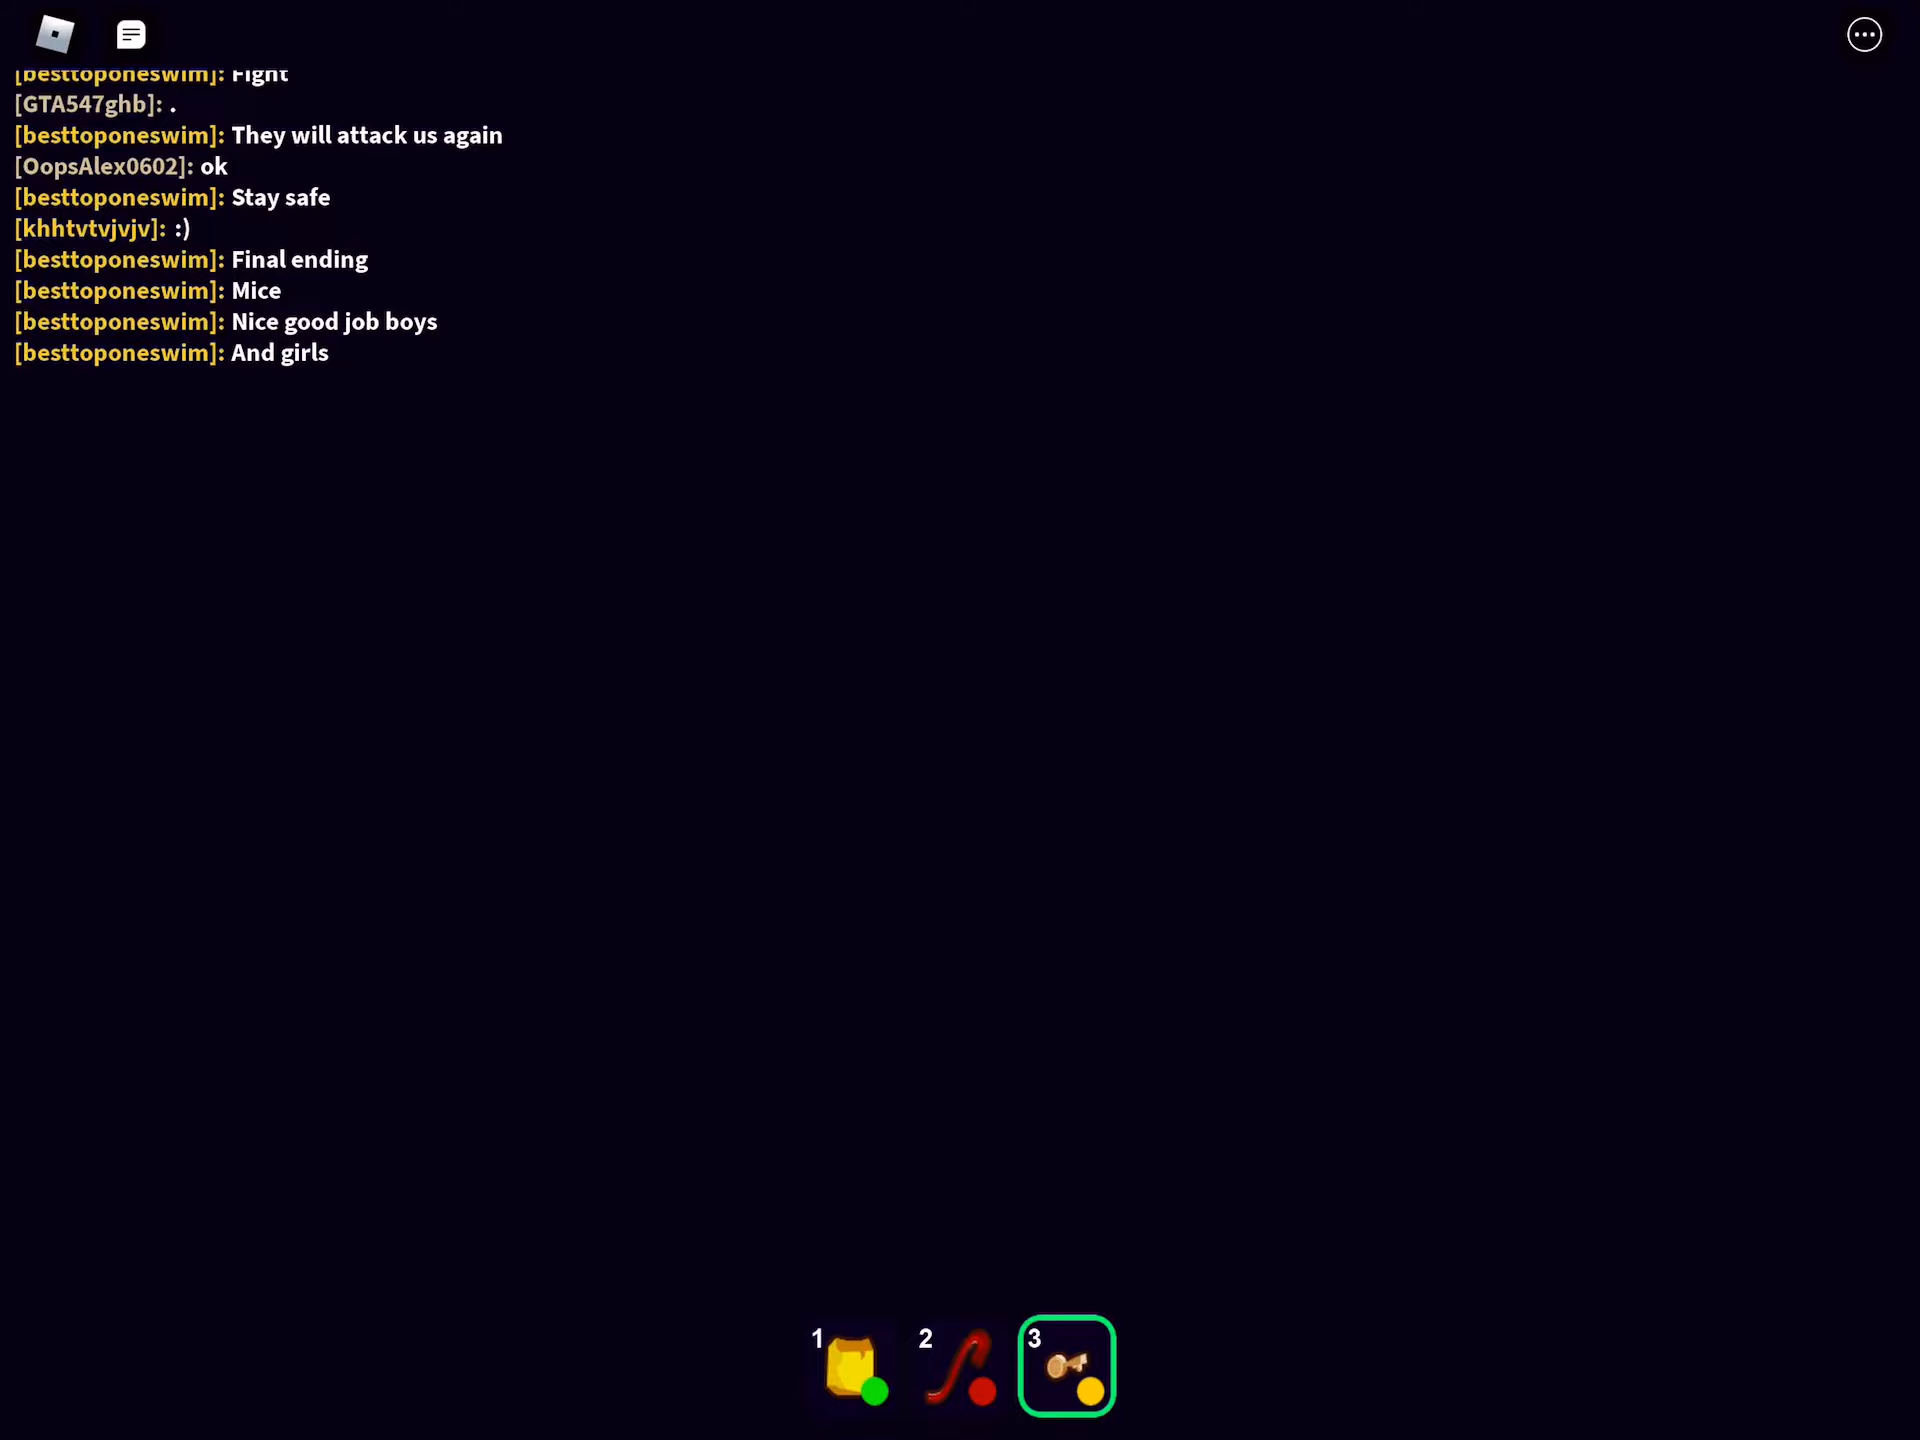 [besttoponeswim]: Fight
[GTA547ghb]: .
[besttoponeswim]: They will attack us again
[OopsAlex0602]: ok
[besttoponeswim]: Stay safe
[khhtvtvjvjv]: :)
[besttoponeswim]: Final ending
[besttoponeswim]: Mice
[besttoponeswim]: Nice good job boys
[besttoponeswim]: And girls
1 2 3